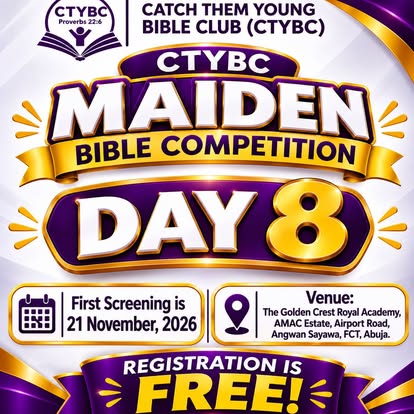 CTYBC
Proverbs 22:6
CATCH THEM YOUNG
BIBLE CLUB (CTYBC)
CTYBC
MAIDEN
BIBLE COMPETITION
DAY 8
First Screening is
21 November, 2026
Venue:
The Golden Crest Royal Academy,
AMAC Estate, Airport Road,
Angwan Sayawa, FCT, Abuja.
REGISTRATION IS
FREE!